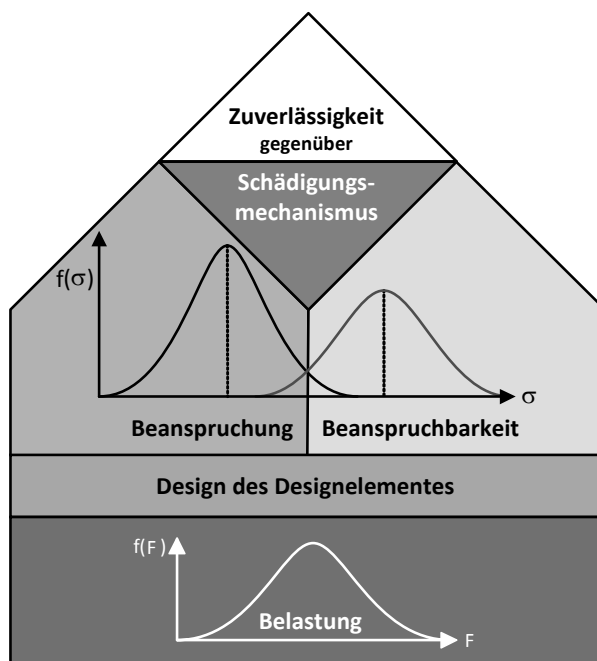 Zuverlässigkeit
gegenüber
Schädigungs-
mechanismus
f(σ)
σ
Beanspruchung
Beanspruchbarkeit
Design des Designelementes
f(F)
Belastung
F